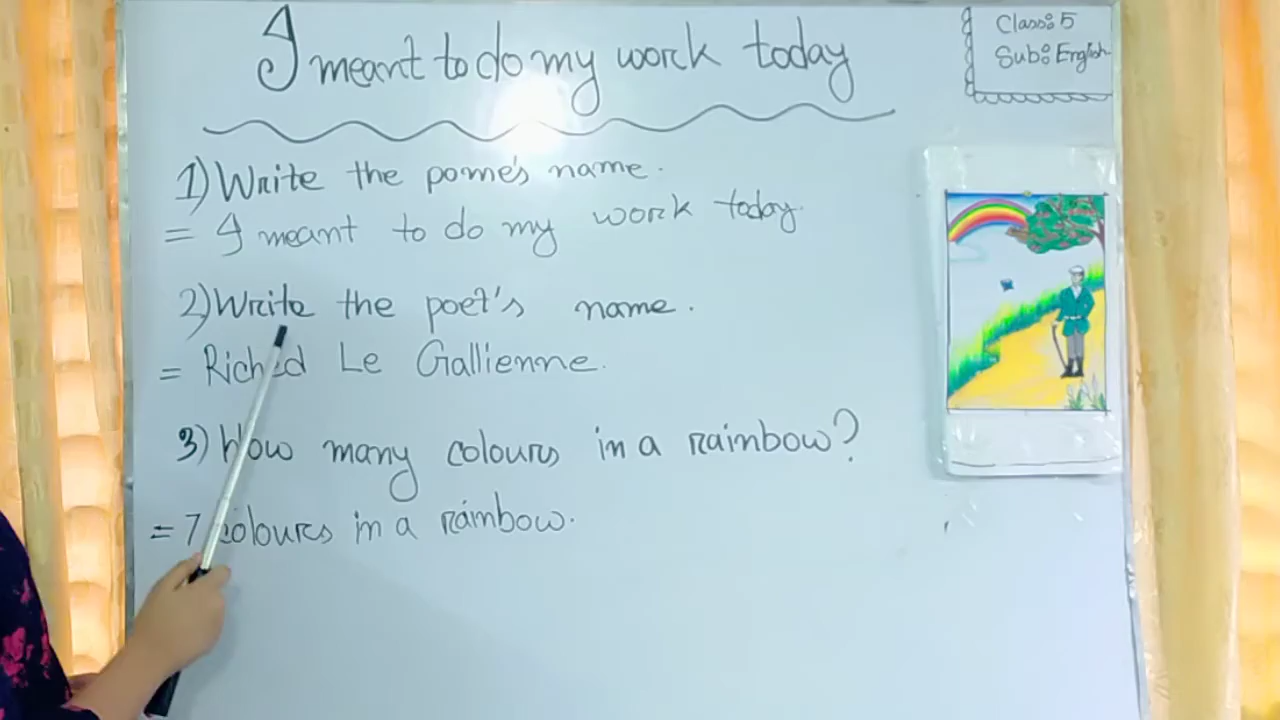 I meant to do my work today
Class: 5
Sub: English
1) Write the pome's name.
= I meant to do my work today.
2) Write the poet's name.
= Riched Le Gallienne.
3) How many colours in a rainbow?
= 7 colours in a rainbow.